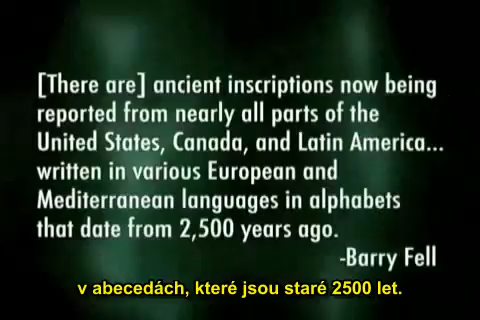 [There are] ancient inscriptions now being
reported from nearly all parts of the
United States, Canada, and Latin America...
written in various European and
Mediterranean languages in alphabets
that date from 2,500 years ago.
-Barry Fell
v abecedách, které jsou staré 2500 let.